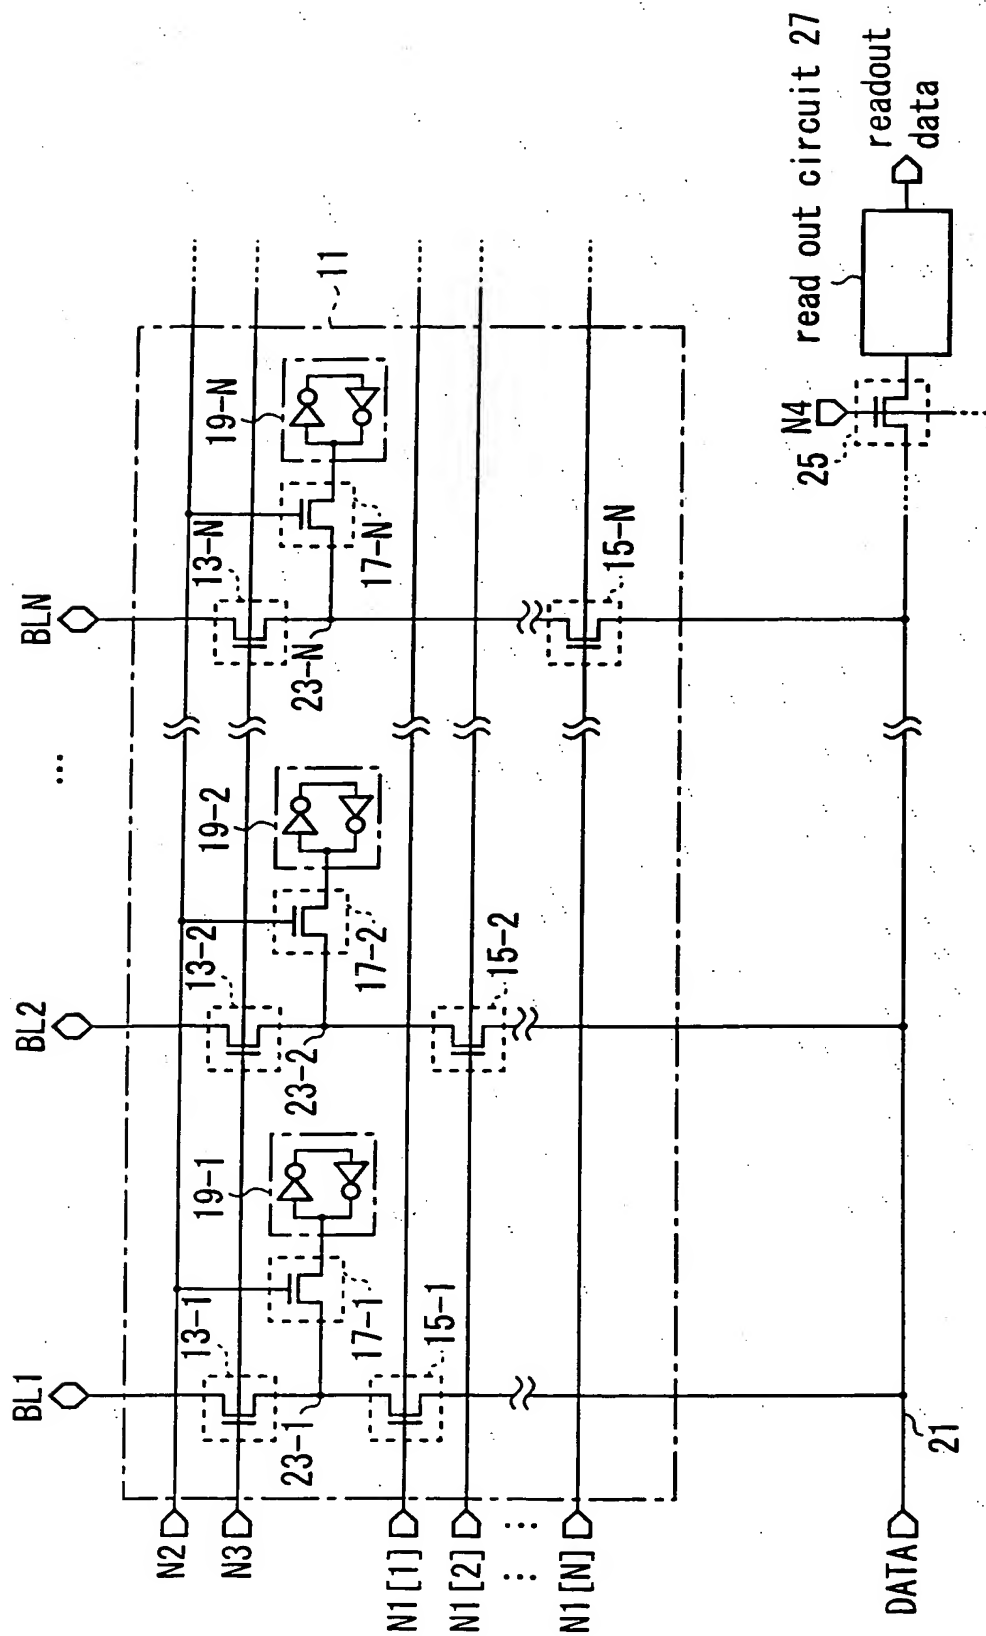 BL1
BL2
...
BLN
N2
N3
N1[1]
N1[2]
N1[N]
DATA
13-1
23-1
17-1
15-1
19-1
13-2
23-2
17-2
15-2
19-2
13-N
23-N
17-N
15-N
19-N
11
21
N4
25
read out circuit 27
readout
data